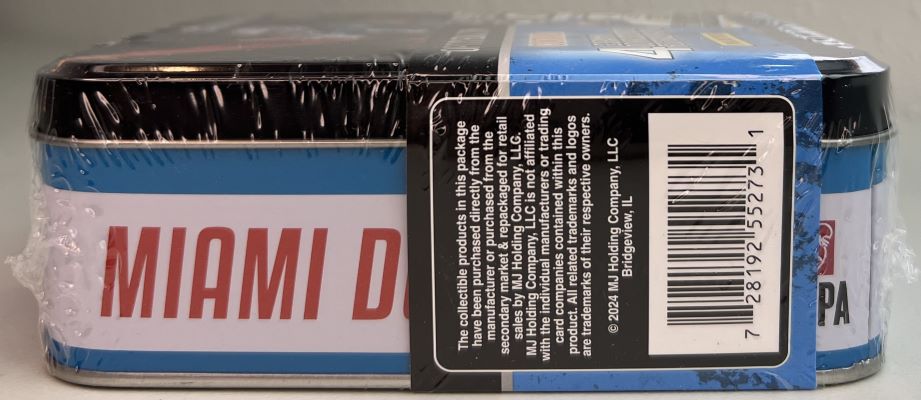 MIAMI D
The collectible products in this package
have been purchased directly from the
manufacturer or purchased from the
secondary market & repackaged for retail
sales by MJ Holding Company, LLG.
MJ Holding Company, LLC is not affiliated
with the individual manufacturers or trading
card companies contained within this
product. All related trademarks and logos
are trademarks of their respective owners.
© 2024 MJ Holding Company, LLC
Bridgeview, IL
7 28192 55273 1
PA